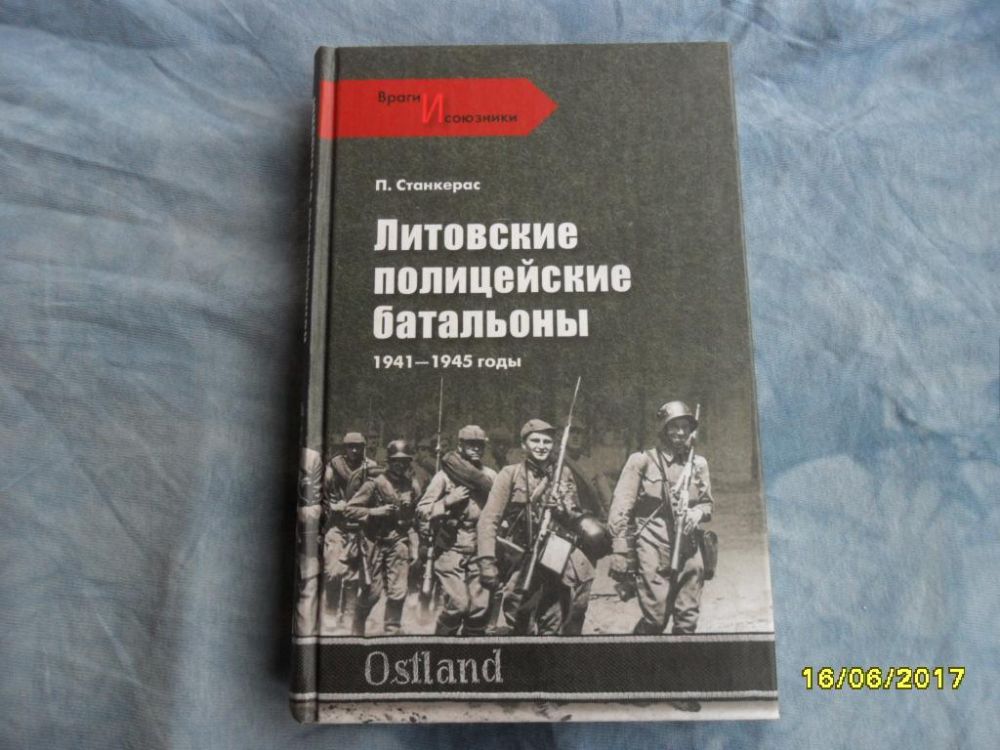 Враги
И союзники
П. Станкерас
Литовские
полицейские
батальоны
1941—1945 годы
Ostland
16/06/2017